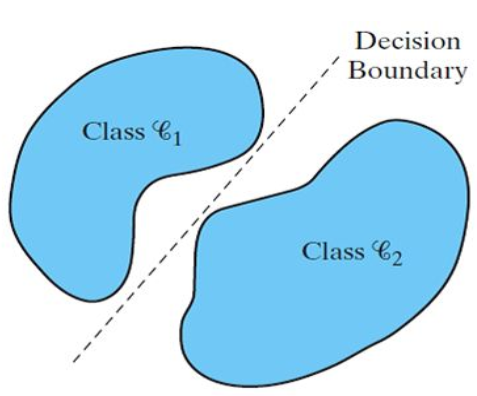 Decision
Boundary
Class 𝒞1
Class 𝒞2